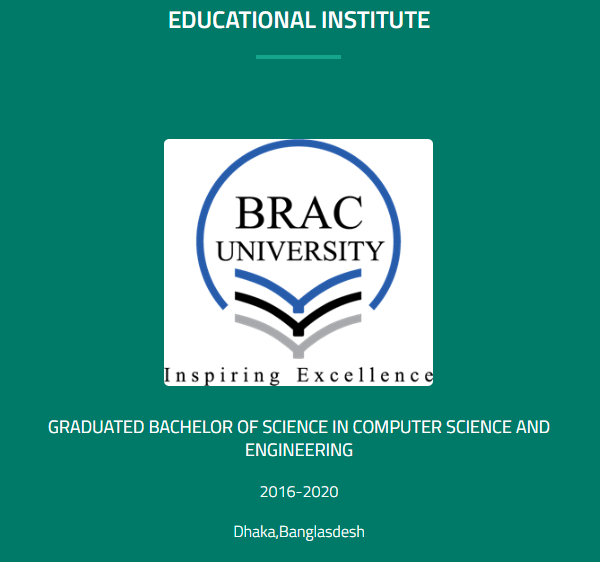 EDUCATIONAL INSTITUTE
BRAC
UNIVERSITY
Inspiring Excellence
GRADUATED BACHELOR OF SCIENCE IN COMPUTER SCIENCE AND
ENGINEERING
2016-2020
Dhaka,Banglasdesh